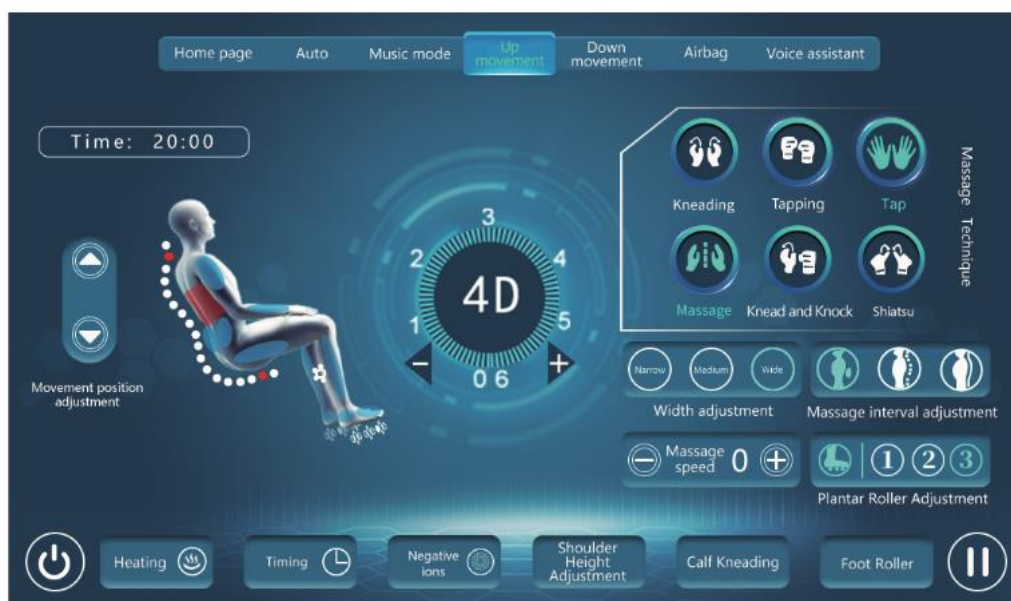 Home page
Auto
Music mode
Up
movement
Down
movement
Airbag
Voice assistant
Time: 20:00
Movement position
adjustment
3
2
4
4D
1
5
−
+
0 6
Kneading
Tapping
Tap
Massage
Knead and Knock
Shiatsu
Massage Technique
Narrow
Medium
Wide
Width adjustment
Massage interval adjustment
Massage
speed
0
1
2
3
Plantar Roller Adjustment
Heating
Timing
Negative
ions
Shoulder
Height
Adjustment
Calf Kneading
Foot Roller